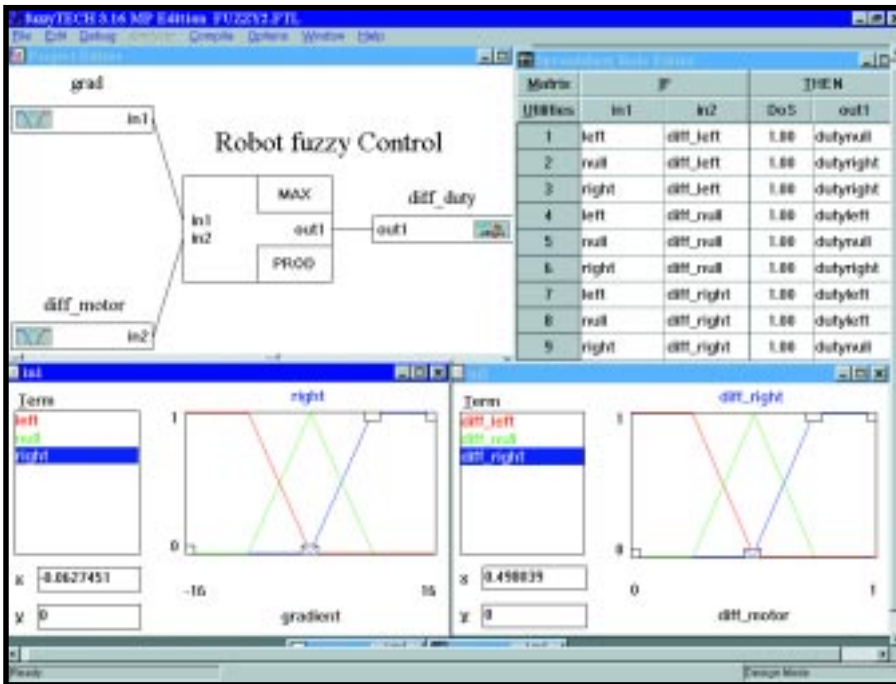 fuzzyTECH 3.16 MP Edition FUZZY2.FTL
File Edit Debug Compile Options Window Help
Project Editor
grad
in1
Robot fuzzy Control
MAX
in1
in2
out1
PROD
diff_duty
out1
diff_motor
in2
Spreadsheet Rule Editor
Matrix IF THEN
Utilities in1 in2 DoS out1
1 left diff_left 1.00 dutynull
2 null diff_left 1.00 dutyright
3 right diff_left 1.00 dutyright
4 left diff_null 1.00 dutyleft
5 null diff_null 1.00 dutynull
6 right diff_null 1.00 dutyright
7 left diff_right 1.00 dutyleft
8 null diff_right 1.00 dutyleft
9 right diff_right 1.00 dutynull
in1
Term
left
null
right
right
1
0
x -0.0627451
y 0
-16
16
gradient
Term
diff_left
diff_null
diff_right
diff_right
1
0
x 0.498039
y 0
0
1
diff_motor
Ready
Design Mode